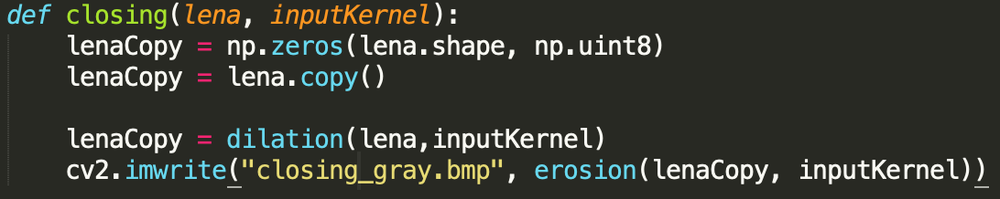 def closing(lena, inputKernel):
    lenaCopy = np.zeros(lena.shape, np.uint8)
    lenaCopy = lena.copy()
    lenaCopy = dilation(lena,inputKernel)
    cv2.imwrite("closing_gray.bmp", erosion(lenaCopy, inputKernel))